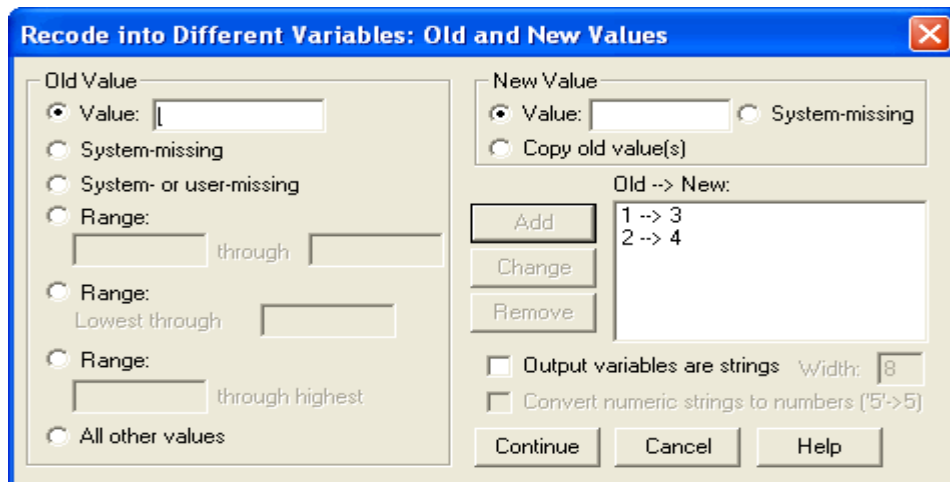 Recode into Different Variables: Old and New Values
Old Value
Value:
System-missing
System- or user-missing
Range:
through
Range:
Lowest through
Range:
through highest
All other values
New Value
Value:
System-missing
Copy old value(s)
Old --> New:
1 --> 3
2 --> 4
Add
Change
Remove
Output variables are strings Width: 8
Convert numeric strings to numbers ('5'->5)
Continue Cancel Help